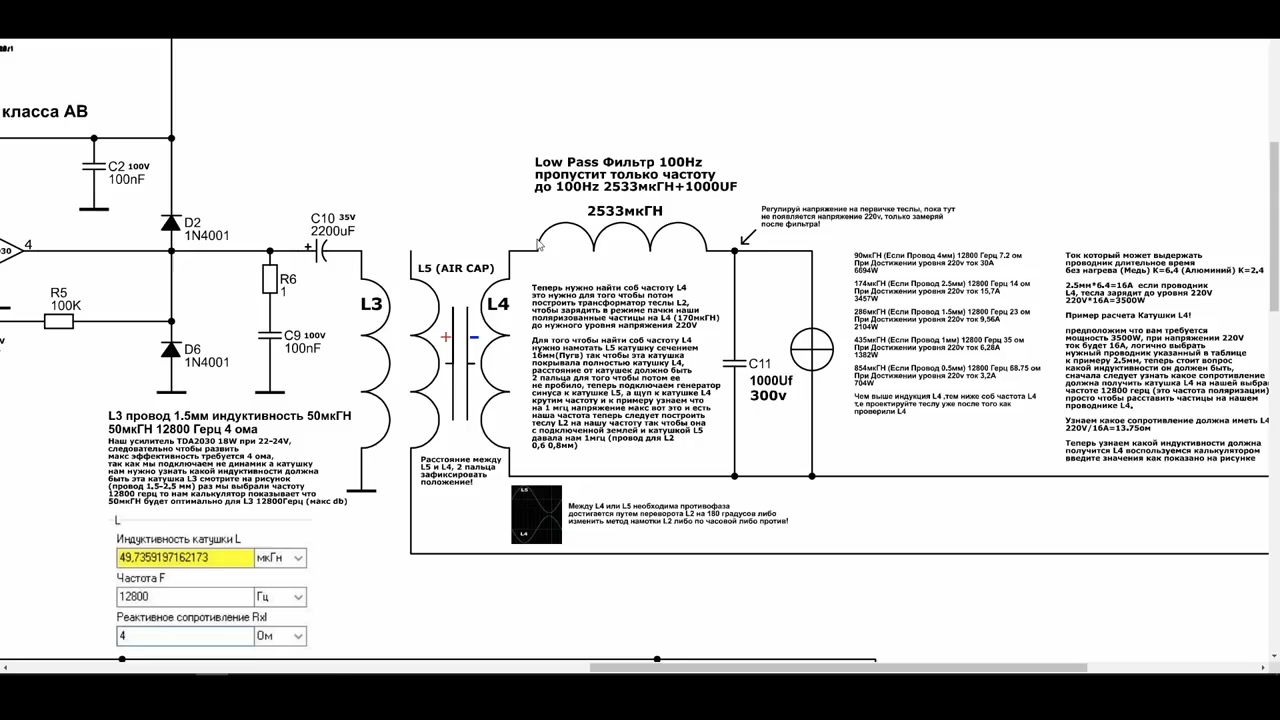 класса АВ
C2 100V
100nF
D2
1N4001
4
R5
100K
D6
1N4001
R6
1
C9 100V
100nF
C10 35V
2200uF
+
L3
L5 (AIR CAP)
L4
+ -
Low Pass Фильтр 100Hz
пропустит только частоту
до 100Hz 2533мкГН+1000UF
2533мкГН
Регулируй напряжение на первичке теслы, пока тут
не появляется напряжение 220v, только замеряй
после фильтра!
Теперь нужно найти соб частоту L4
это нужно для того чтобы потом
построить трансформатор теслы L2,
чтобы зарядить в режиме пачки наши
поляризованные частицы на L4 (170мкГН)
до нужного уровня напряжения 220V
Для того чтобы найти соб частоту L4
нужно намотать L5 катушку сечением
16мм(Пугв) так чтобы эта катушка
покрывала полностью катушку L4,
расстояние от катушек должно быть
2 пальца для того чтобы потом ее
не пробило, теперь подключаем генератор
синуса к катушке L5, а щуп к катушке L4
крутим частоту и к примеру узнаем что
на 1 мгц напряжение макс вот это и есть
наша частота теперь следует построить
теслу L2 на нашу частоту так чтобы она
с подключенной землей и катушкой L5
давала нам 1мгц (провод для L2
0,6 0,8мм)
C11
1000Uf
300v
90мкГН (Если Провод 4мм) 12800 Герц 7.2 ом
При Достижении уровня 220v ток 30А
6694W
174мкГН (Если Провод 2.5мм) 12800 Герц 14 ом
При Достижении уровня 220v ток 15,7А
3457W
286мкГН (Если Провод 1.5мм) 12800 Герц 23 ом
При Достижении уровня 220v ток 9,56А
2104W
435мкГН (Если Провод 1мм) 12800 Герц 35 ом
При Достижении уровня 220v ток 6,28А
1382W
854мкГН (Если Провод 0.5мм) 12800 Герц 68.75 ом
При Достижении уровня 220v ток 3,2А
704W
Чем выше индукция L4 ,тем ниже соб частота L4
т,е проектируйте теслу уже после того как
проверили L4
Ток который может выдержать
проводник длительное время
без нагрева (Медь) К=6.4 (Алюминий) К=2.4
2.5мм*6.4=16А если проводник
L4, тесла зарядит до уровня 220V
220V*16A=3500W
Пример расчета Катушки L4!
предположим что вам требуется
мощность 3500W, при напряжении 220V
ток будет 16А, логично выбрать
нужный проводник указанный в таблице
к примеру 2.5мм, теперь стоит вопрос
какой индуктивности он должен быть,
сначала следует узнать какое сопротивление
должна получить катушка L4 на нашей
частоте 12800 герц (это частота поляризации)
просто чтобы расставить частицы на нашем
проводнике L4.
Узнаем какое сопротивление должна иметь L4
220V/16A=13.75ом
Теперь узнаем какой индуктивности должна
получится L4 воспользуемся калькулятором
введите значения как показано на рисунке
L3 провод 1.5мм индуктивность 50мкГН
50мкГН 12800 Герц 4 ома
Наш усилитель TDA2030 18W при 22-24V,
следовательно чтобы развить
макс эффективность требуется 4 ома,
так как мы подключаем не динамик а катушку
нам нужно узнать какой индуктивности должна
быть эта катушка L3 смотрите на рисунок
(провод 1,5-2,5 мм) раз мы выбрали частоту
12800 герц то нам калькулятор показывает что
50мкГН будет оптимально для L3 12800Герц (макс db)
Расстояние между
L5 и L4, 2 пальца
зафиксировать
положение!
L5
L4
Между L4 или L5 необходима противофаза
достигается путем переворота L2 на 180 градусов либо
изменить метод намотки L2 либо по часовой либо против!
L
Индуктивность катушки L
49,7359197162173 мкГн
Частота F
12800 Гц
Реактивное сопротивление Rxl
4 Ом